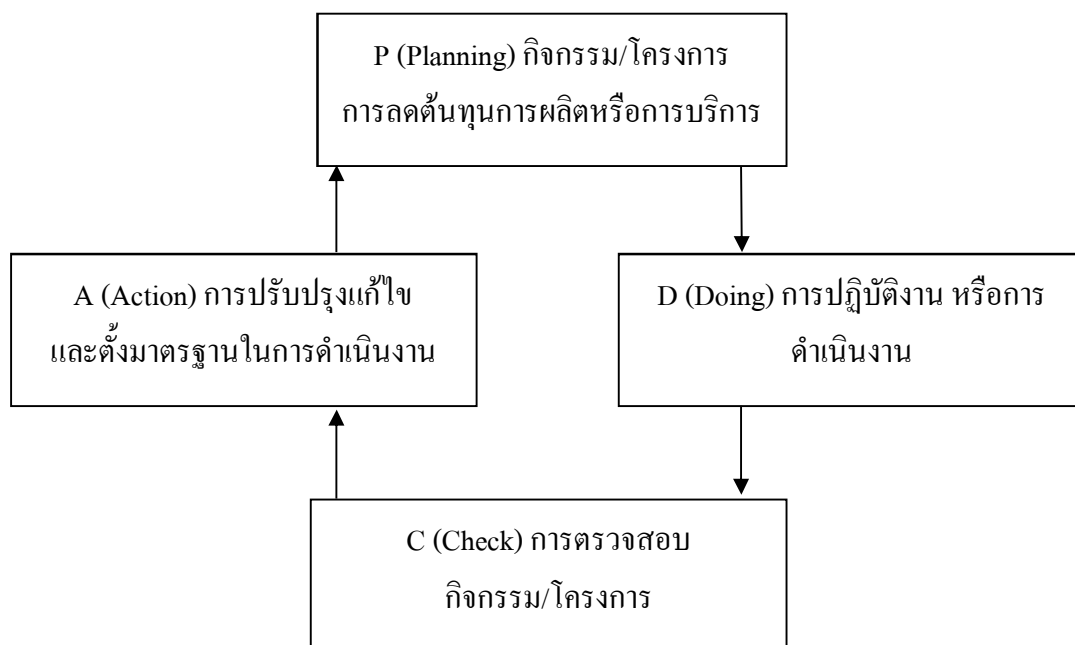 P (Planning) กิจกรรม/โครงการ
การลดต้นทุนการผลิตหรือการบริการ
A (Action) การปรับปรุงแก้ไข
และตั้งมาตรฐานในการดำเนินงาน
D (Doing) การปฏิบัติงาน หรือการ
ดำเนินงาน
C (Check) การตรวจสอบ
กิจกรรม/โครงการ